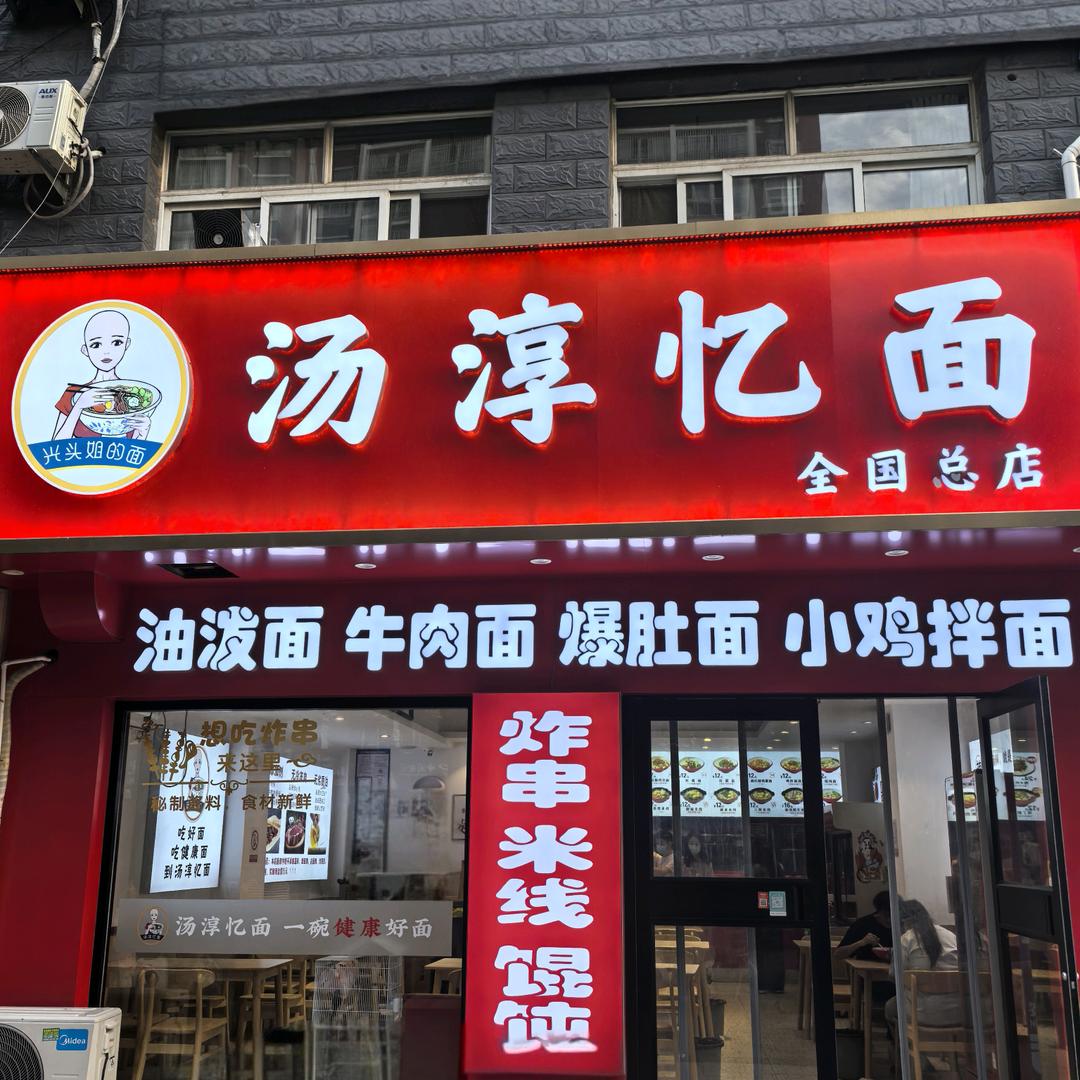 AUX
汤淳忆面
光头姐的面
全国总店
油泼面 牛肉面 爆肚面 小鸡拌面
想吃炸串
来这里
秘制酱料·食材新鲜
吃好面
吃健康面
到汤淳忆面
汤淳忆面 一碗健康好面
炸串 米线 馄饨
Midea